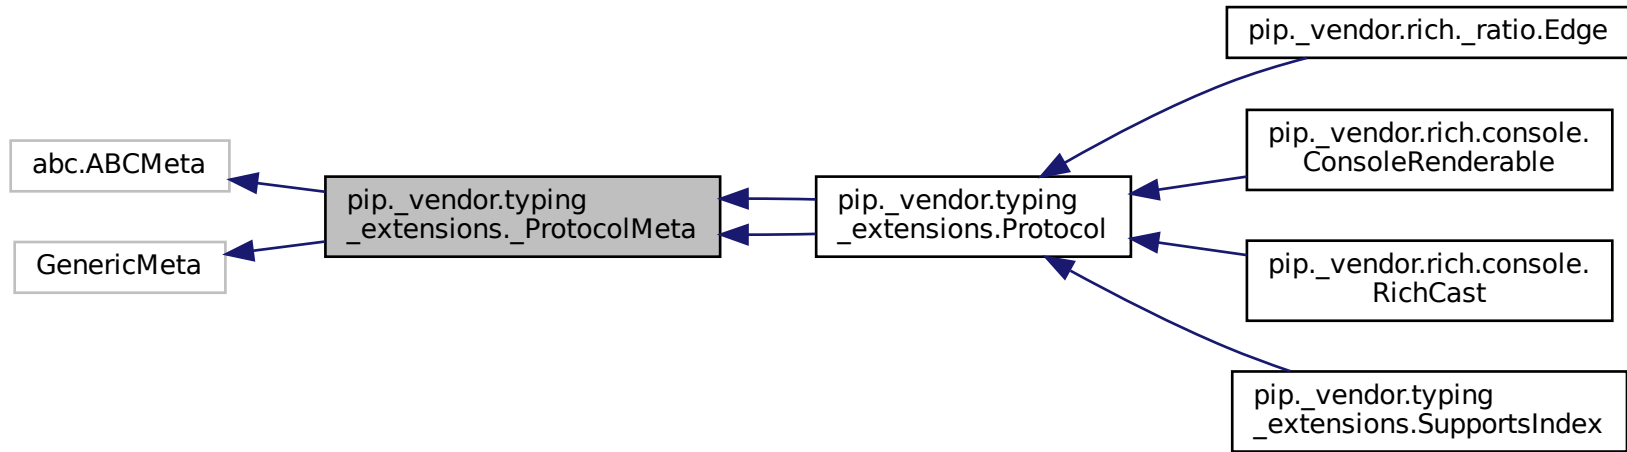 abc.ABCMeta
GenericMeta
pip._vendor.typing
_extensions._ProtocolMeta
pip._vendor.typing
_extensions.Protocol
pip._vendor.rich._ratio.Edge
pip._vendor.rich.console.
ConsoleRenderable
pip._vendor.rich.console.
RichCast
pip._vendor.typing
_extensions.SupportsIndex